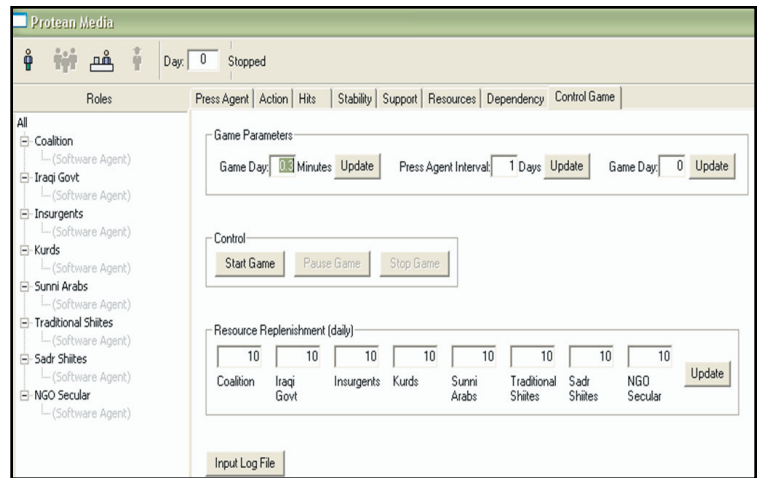 Protean Media
Day: 0 Stopped
Roles
Press Agent Action Hits Stability Support Resources Dependency Control Game
All
Coalition
(Software Agent)
Iraqi Govt
(Software Agent)
Insurgents
(Software Agent)
Kurds
(Software Agent)
Sunni Arabs
(Software Agent)
Traditional Shiites
(Software Agent)
Sadr Shiites
(Software Agent)
NGO Secular
(Software Agent)
Game Parameters
Game Day: 0.3 Minutes Update Press Agent Interval: 1 Days Update Game Day: 0 Update
Control
Start Game Pause Game Stop Game
Resource Replenishment (daily)
10 10 10 10 10 10 10 10
Coalition Iraqi Govt Insurgents Kurds Sunni Arabs Traditional Shiites Sadr Shiites NGO Secular Update
Input Log File